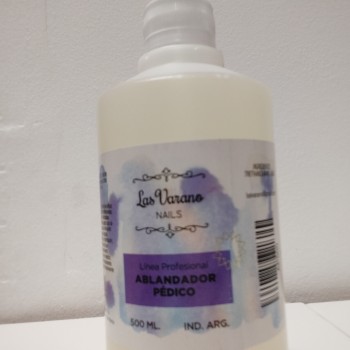 Las Varano
NAILS
Línea Profesional
ABLANDADOR
PÉDICO
500 ML.
IND. ARG.